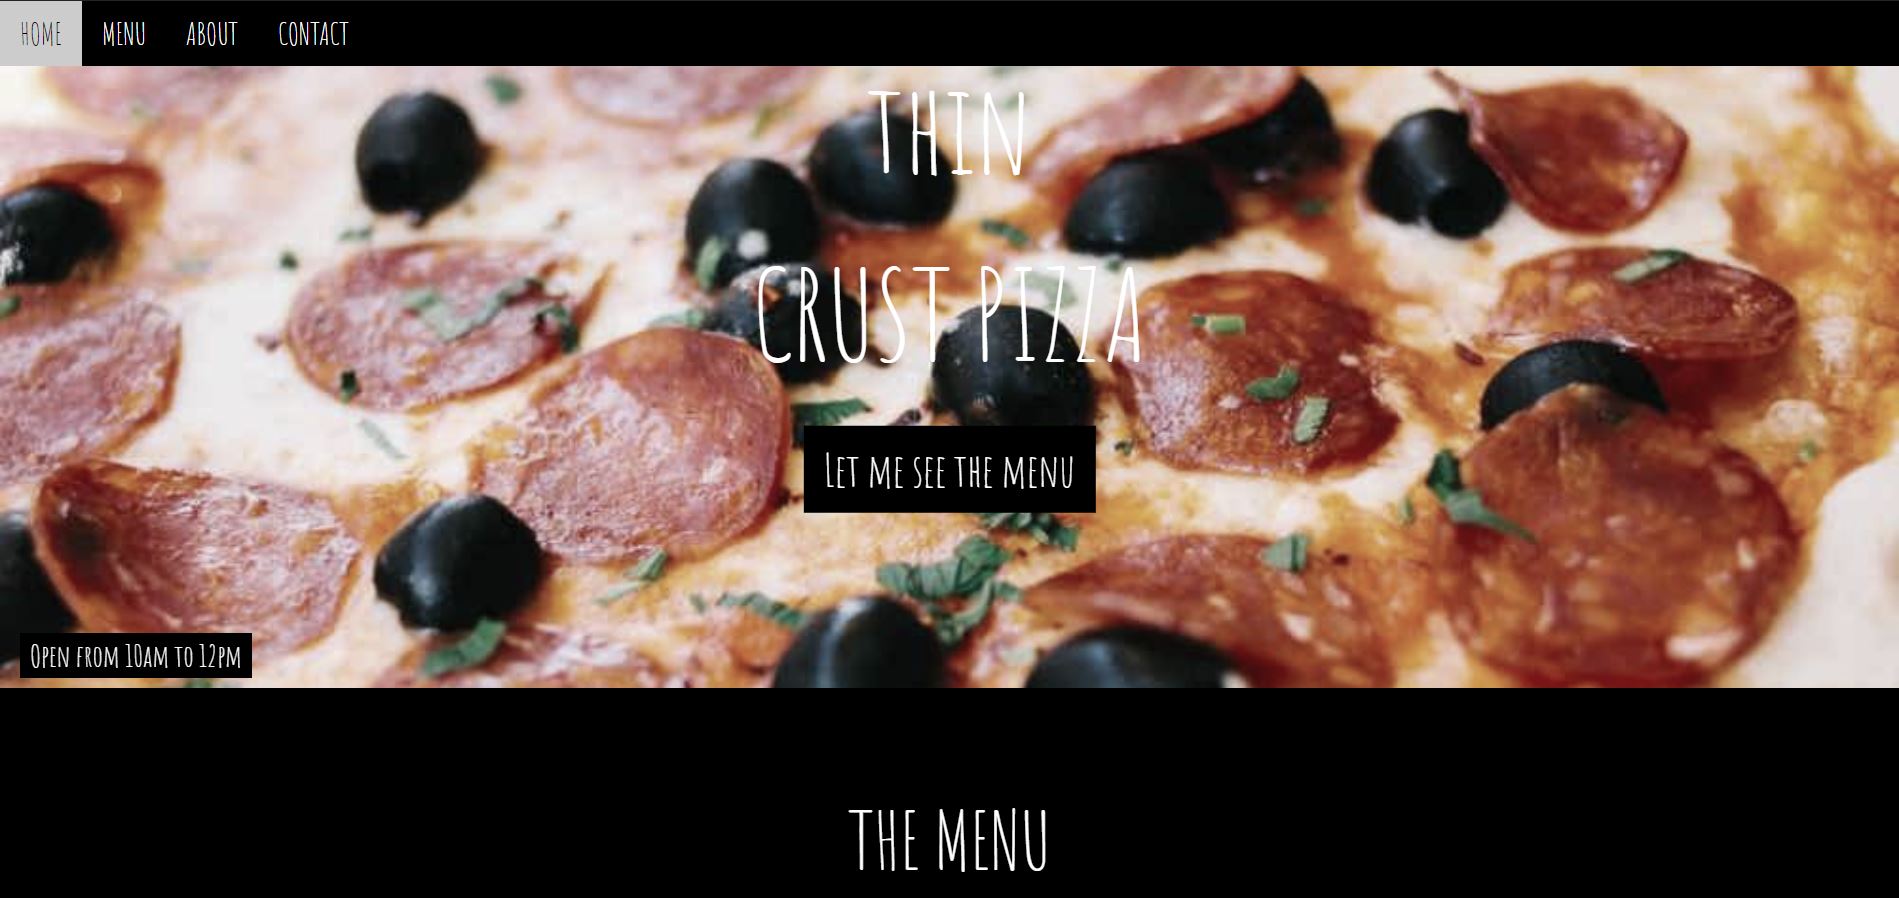 HOME MENU ABOUT CONTACT
THIN
CRUST PIZZA
LET ME SEE THE MENU
OPEN FROM 10AM TO 12PM
THE MENU